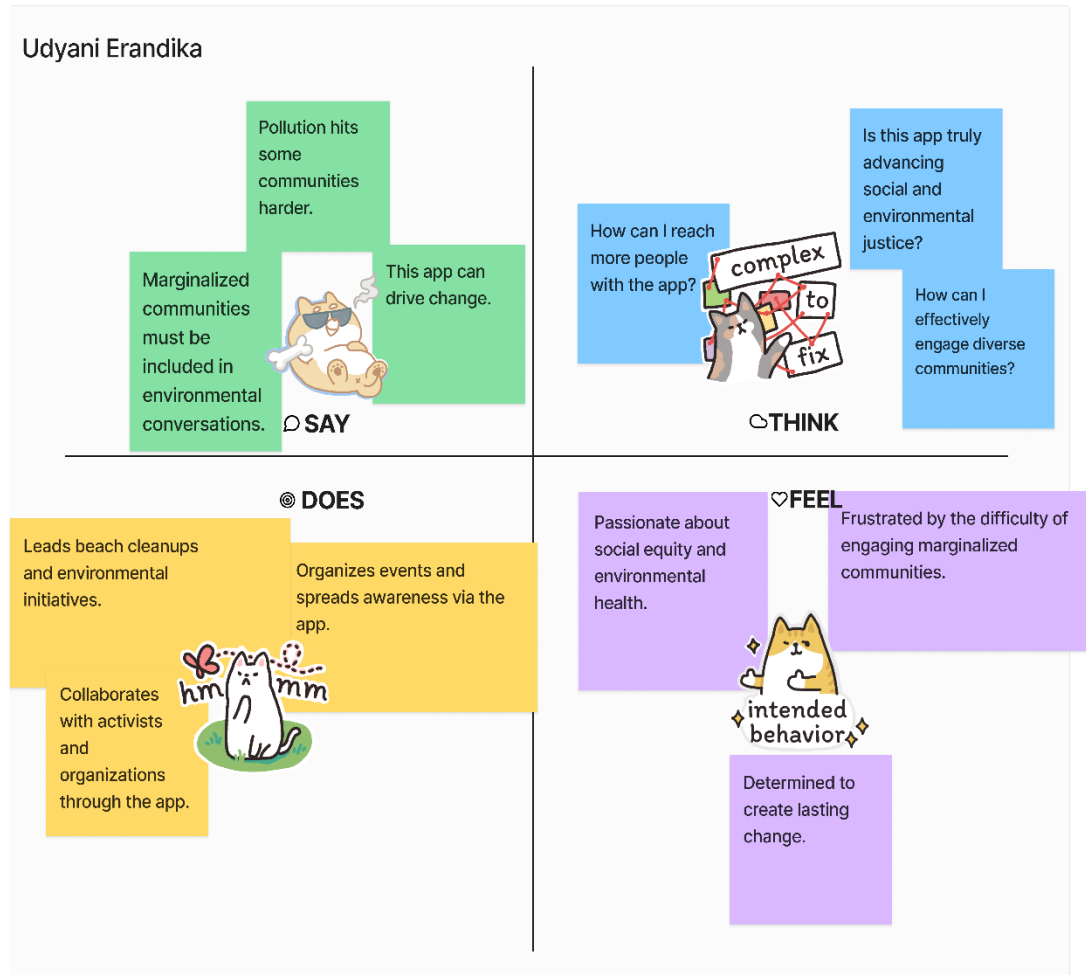 Udyani Erandika
Pollution hits
some
communities
harder.
Marginalized
communities
must be
included in
environmental
conversations.
This app can
drive change.
SAY
How can I reach
more people
with the app?
complex
to
fix
Is this app truly
advancing
social and
environmental
justice?
How can I
effectively
engage diverse
communities?
THINK
DOES
Leads beach cleanups
and environmental
initiatives.
Organizes events and
spreads awareness via the
app.
hm mm
Collaborates
with activists
and
organizations
through the app.
FEEL
Passionate about
social equity and
environmental
health.
Frustrated by the difficulty of
engaging marginalized
communities.
intended
behavior
Determined to
create lasting
change.